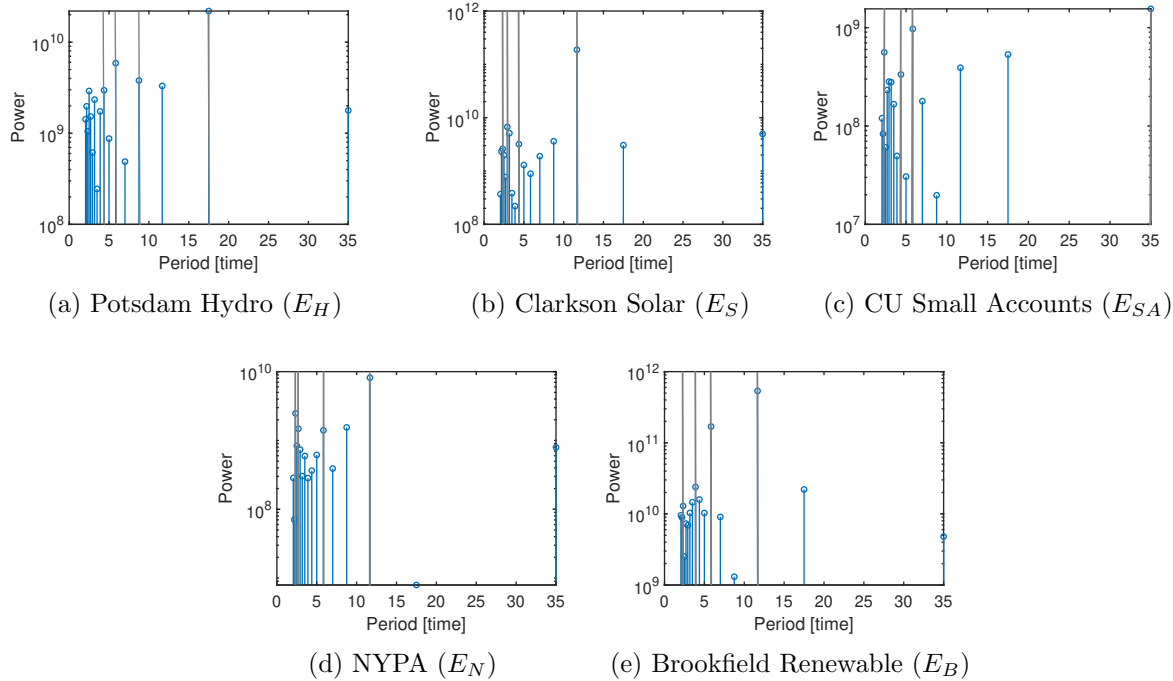 10^10
10^9
10^8
Power
0 5 10 15 20 25 30 35
Period [time]
(a) Potsdam Hydro (E_H)
10^12
10^10
10^8
Power
0 5 10 15 20 25 30 35
Period [time]
(b) Clarkson Solar (E_S)
10^9
10^8
10^7
Power
0 5 10 15 20 25 30 35
Period [time]
(c) CU Small Accounts (E_SA)
10^10
10^8
Power
0 5 10 15 20 25 30 35
Period [time]
(d) NYPA (E_N)
10^12
10^11
10^10
10^9
Power
0 5 10 15 20 25 30 35
Period [time]
(e) Brookfield Renewable (E_B)